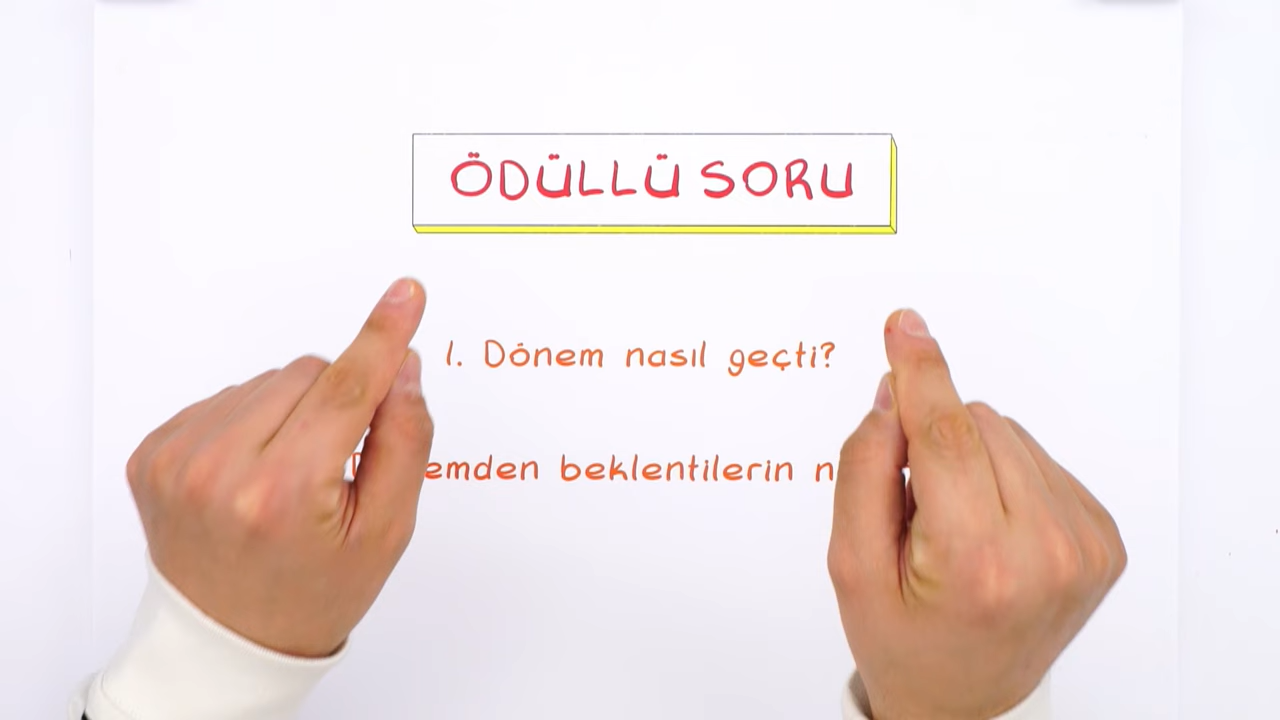 ÖDÜLLÜ SORU
1. Dönem nasıl geçti?
beklentilerin